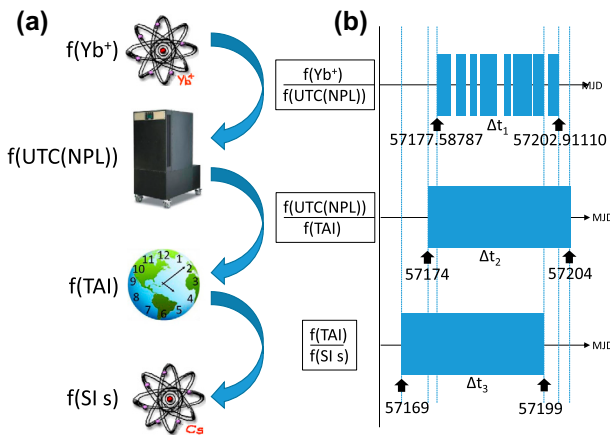 (a)
f(Yb⁺)
Yb⁺
f(UTC(NPL))
f(TAI)
12
1
2
3
4
5
6
7
8
9
10
11
f(SI s)
Cs
(b)
f(Yb⁺)
f(UTC(NPL))
MJD
Δt₁
57177.58787
57202.91110
f(UTC(NPL))
f(TAI)
MJD
Δt₂
57174
57204
f(TAI)
f(SI s)
MJD
Δt₃
57169
57199